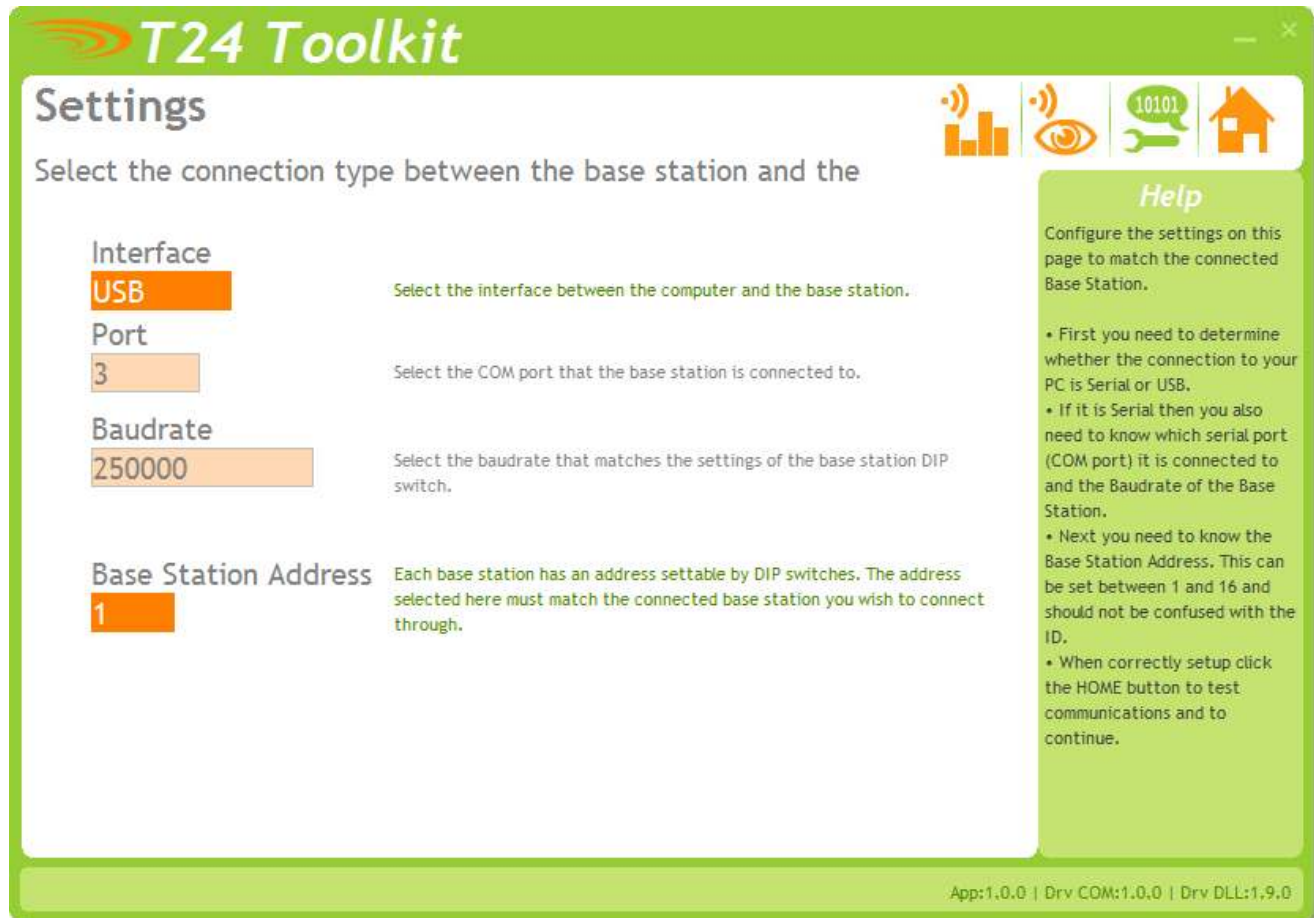 T24 Toolkit
Settings
10101
Select the connection type between the base station and the
Interface
USB
Select the interface between the computer and the base station.
Port
3
Select the COM port that the base station is connected to.
Baudrate
250000
Select the baudrate that matches the settings of the base station DIP
switch.
Base Station Address
1
Each base station has an address settable by DIP switches. The address
selected here must match the connected base station you wish to connect
through.
Help
Configure the settings on this
page to match the connected
Base Station.
• First you need to determine
whether the connection to your
PC is Serial or USB.
• If it is Serial then you also
need to know which serial port
(COM port) it is connected to
and the Baudrate of the Base
Station.
• Next you need to know the
Base Station Address. This can
be set between 1 and 16 and
should not be confused with the
ID.
• When correctly setup click
the HOME button to test
communications and to
continue.
App:1.0.0 | Drv COM:1.0.0 | Drv DLL:1.9.0